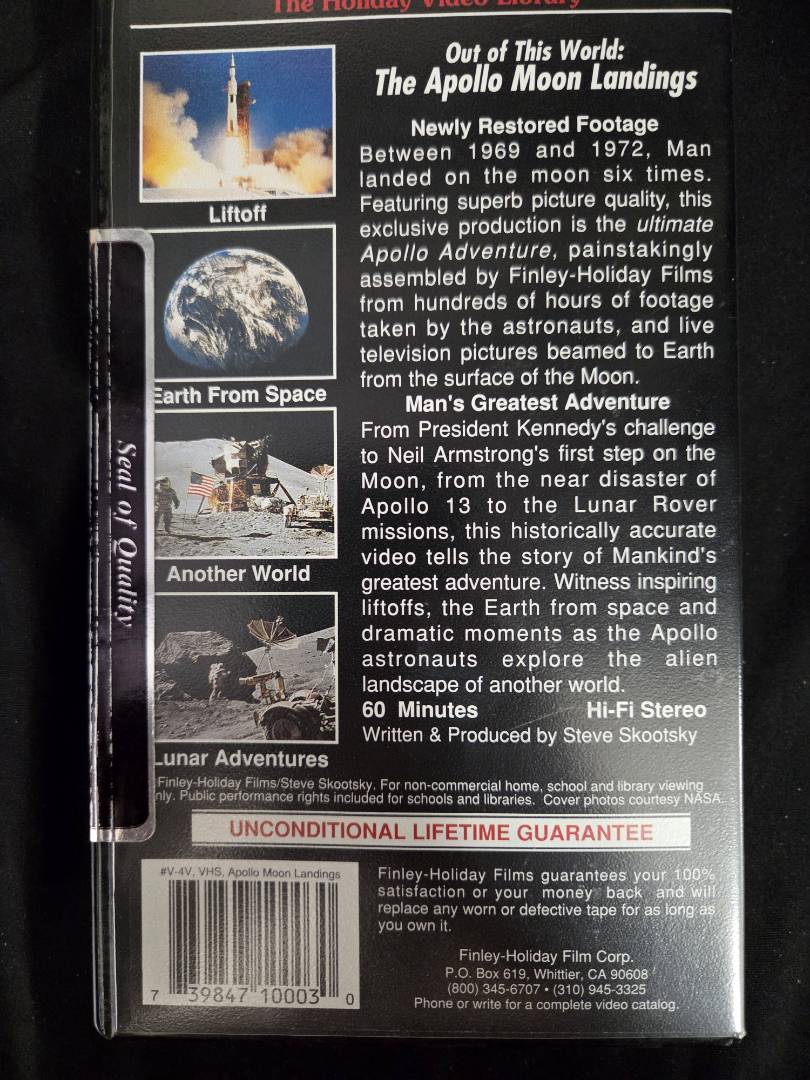 The Holiday Video Library
Out of This World:
The Apollo Moon Landings
Liftoff
Earth From Space
Another World
Lunar Adventures
Seal of Quality
Newly Restored Footage
Between 1969 and 1972, Man
landed on the moon six times.
Featuring superb picture quality, this
exclusive production is the ultimate
Apollo Adventure, painstakingly
assembled by Finley-Holiday Films
from hundreds of hours of footage
taken by the astronauts, and live
television pictures beamed to Earth
from the surface of the Moon.
Man's Greatest Adventure
From President Kennedy's challenge
to Neil Armstrong's first step on the
Moon, from the near disaster of
Apollo 13 to the Lunar Rover
missions, this historically accurate
video tells the story of Mankind's
greatest adventure. Witness inspiring
liftoffs, the Earth from space and
dramatic moments as the Apollo
astronauts explore the alien
landscape of another world.
60 Minutes Hi-Fi Stereo
Written & Produced by Steve Skootsky
Finley-Holiday Films/Steve Skootsky. For non-commercial home, school and library viewing
nly. Public performance rights included for schools and libraries. Cover photos courtesy NASA.
UNCONDITIONAL LIFETIME GUARANTEE
#V-4V, VHS, Apollo Moon Landings
7 39847 10003 0
Finley-Holiday Films guarantees your 100%
satisfaction or your money back and will
replace any worn or defective tape for as long as
you own it.
Finley-Holiday Film Corp.
P.O. Box 619, Whittier, CA 90608
(800) 345-6707 • (310) 945-3325
Phone or write for a complete video catalog.